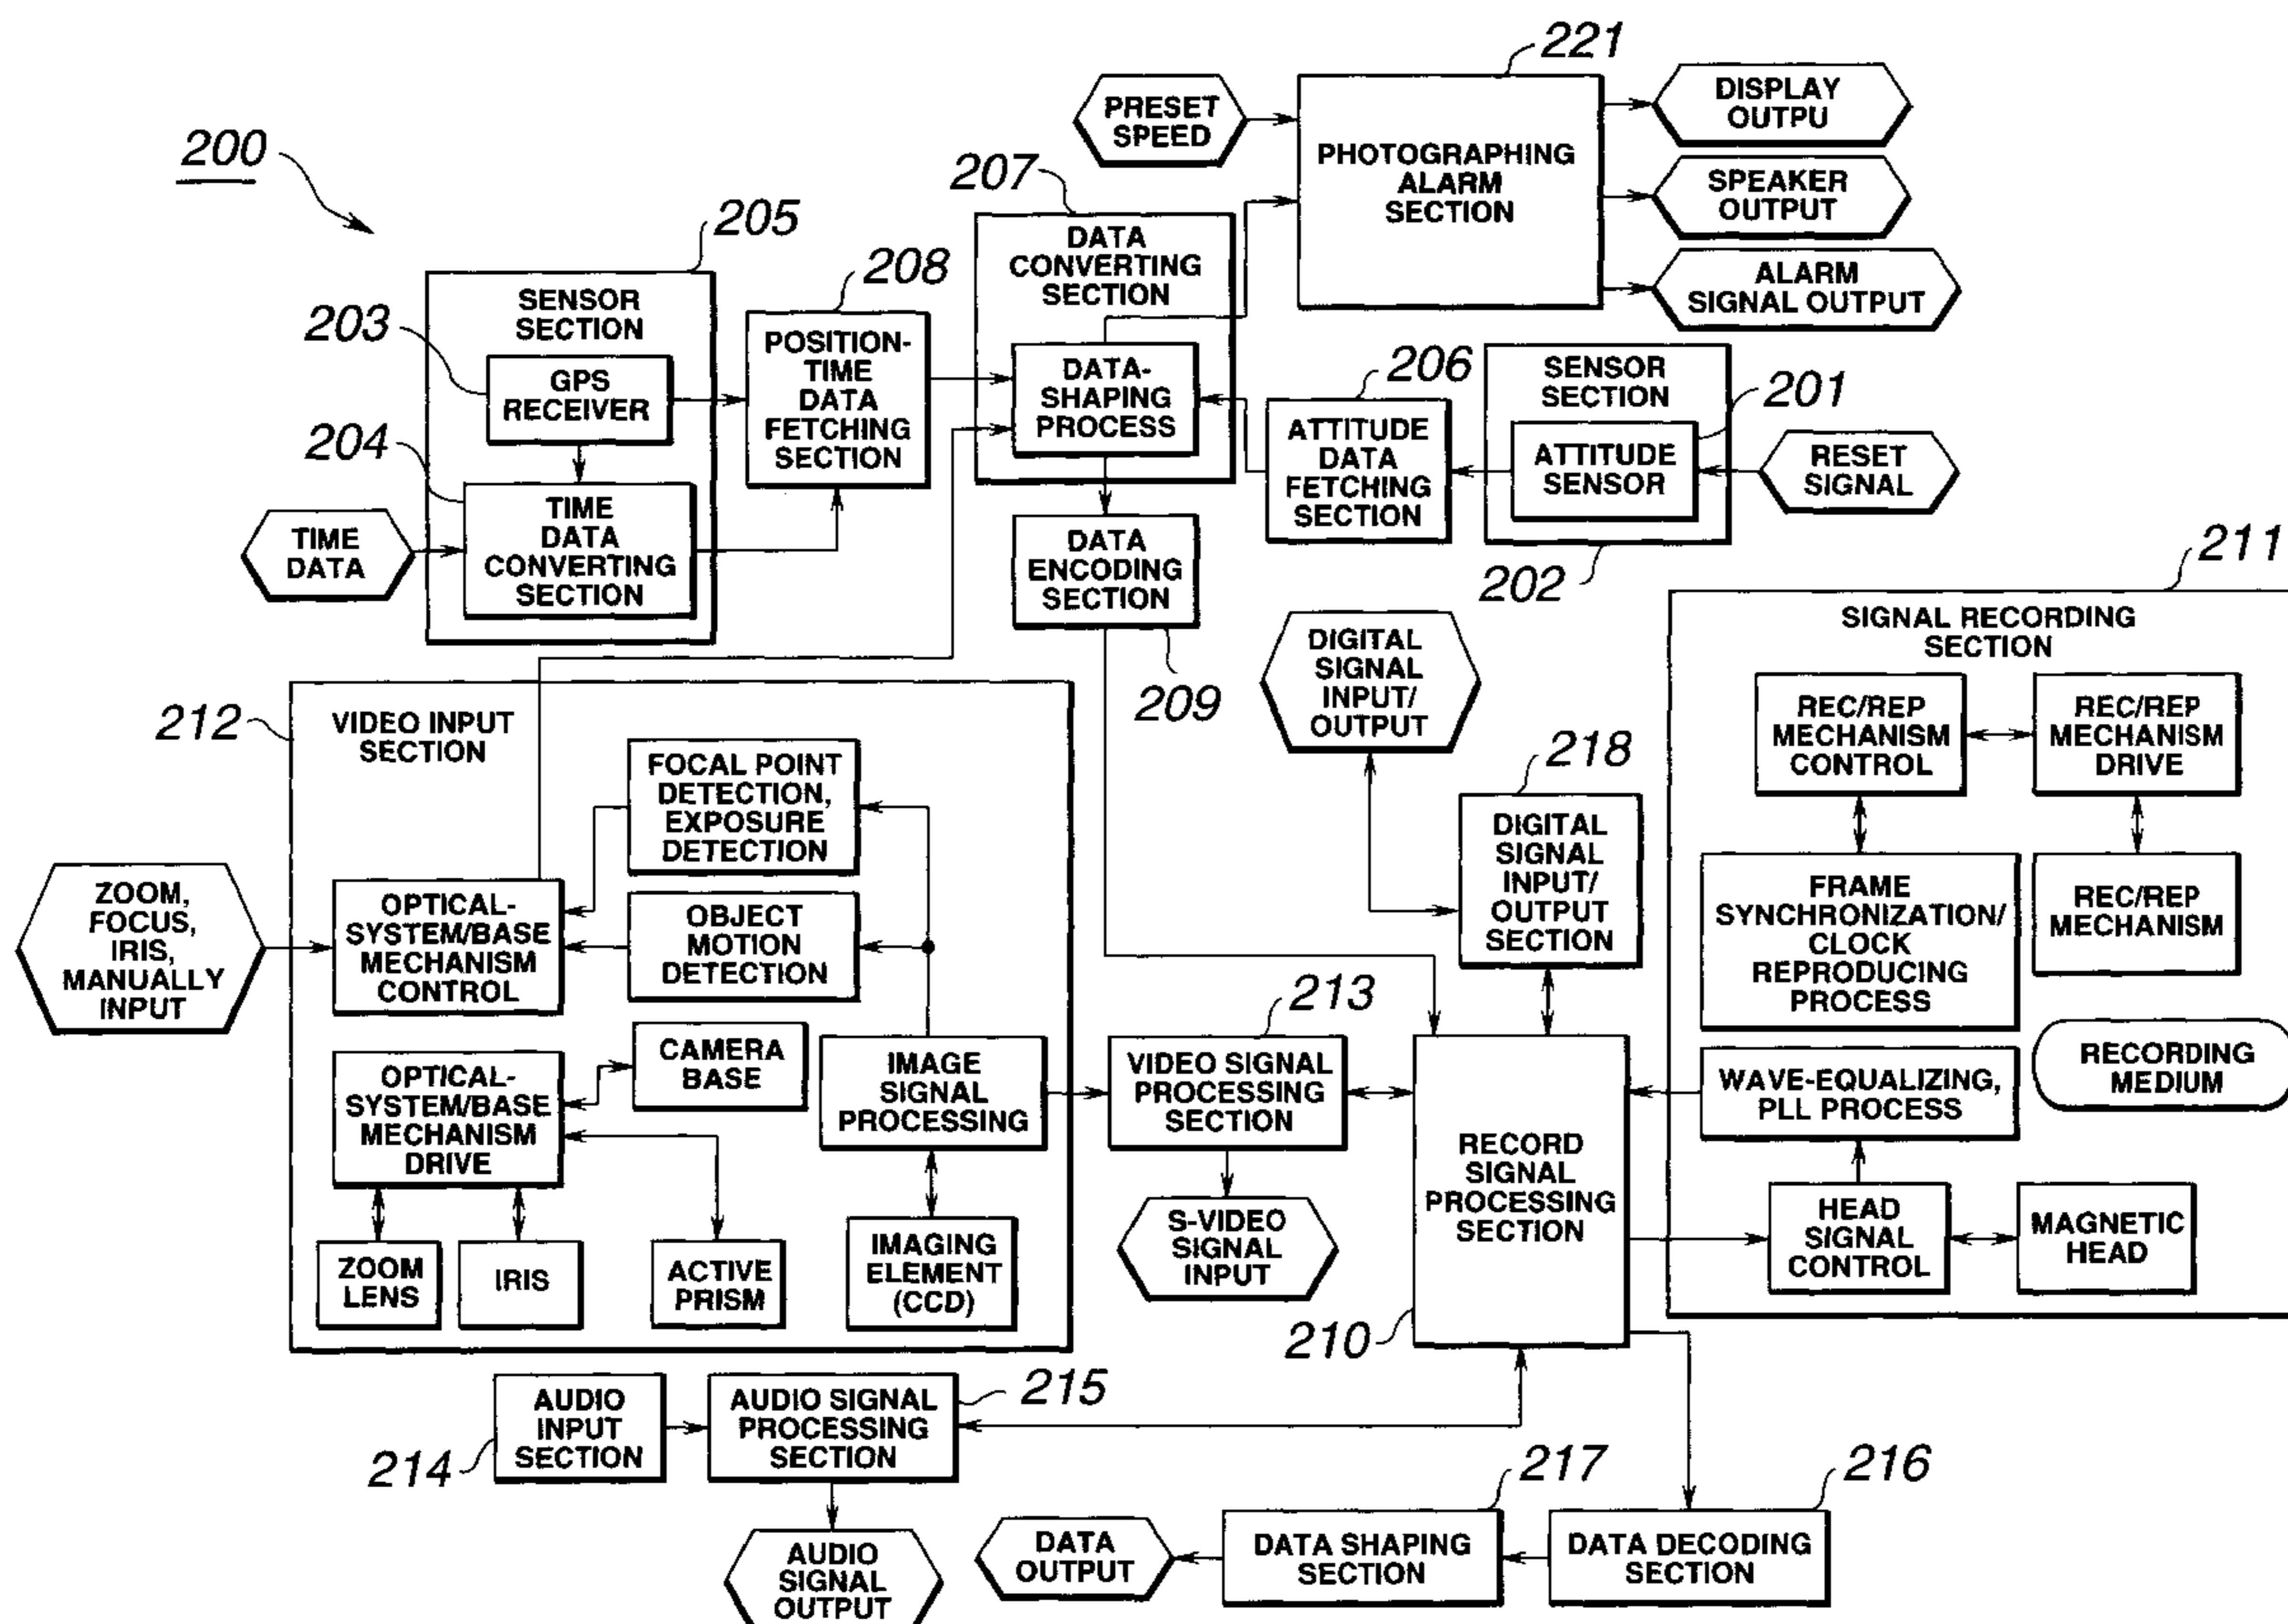 221
PRESET
SPEED
PHOTOGRAPHING
ALARM
SECTION
DISPLAY
OUTPU
SPEAKER
OUTPUT
ALARM
SIGNAL OUTPUT
200
207
DATA
CONVERTING
SECTION
DATA-
SHAPING
PROCESS
205
SENSOR
SECTION
203
GPS
RECEIVER
204
TIME
DATA
CONVERTING
SECTION
TIME
DATA
208
POSITION-
TIME
DATA
FETCHING
SECTION
206
ATTITUDE
DATA
FETCHING
SECTION
SENSOR
SECTION
201
ATTITUDE
SENSOR
202
RESET
SIGNAL
DATA
ENCODING
SECTION
209
DIGITAL
SIGNAL
INPUT/
OUTPUT
211
SIGNAL RECORDING
SECTION
REC/REP
MECHANISM
CONTROL
REC/REP
MECHANISM
DRIVE
FRAME
SYNCHRONIZATION/
CLOCK
REPRODUCING
PROCESS
REC/REP
MECHANISM
RECORDING
MEDIUM
WAVE-EQUALIZING,
PLL PROCESS
HEAD
SIGNAL
CONTROL
MAGNETIC
HEAD
212
VIDEO INPUT
SECTION
FOCAL POINT
DETECTION,
EXPOSURE
DETECTION
ZOOM,
FOCUS,
IRIS,
MANUALLY
INPUT
OPTICAL-
SYSTEM/BASE
MECHANISM
CONTROL
OBJECT
MOTION
DETECTION
CAMERA
BASE
OPTICAL-
SYSTEM/BASE
MECHANISM
DRIVE
IMAGE
SIGNAL
PROCESSING
ZOOM
LENS
IRIS
ACTIVE
PRISM
IMAGING
ELEMENT
(CCD)
218
DIGITAL
SIGNAL
INPUT/
OUTPUT
SECTION
213
VIDEO SIGNAL
PROCESSING
SECTION
S-VIDEO
SIGNAL
INPUT
RECORD
SIGNAL
PROCESSING
SECTION
210
AUDIO
INPUT
SECTION
214
AUDIO SIGNAL
PROCESSING
SECTION
215
AUDIO
SIGNAL
OUTPUT
DATA
OUTPUT
217
DATA SHAPING
SECTION
216
DATA DECODING
SECTION